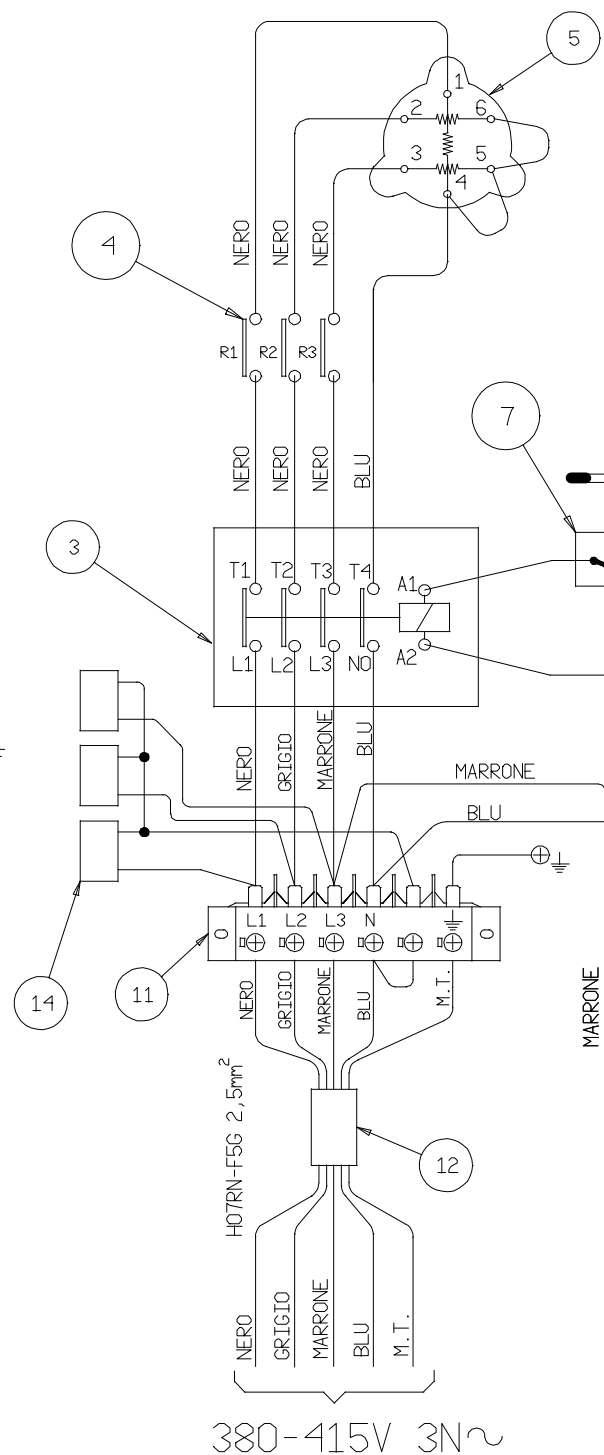 5
1
2 6
3 5
4
4
NERO NERO NERO
R1 R2 R3
7
NERO NERO NERO BLU
3
T1 T2 T3 T4 A1
L1 L2 L3 NO A2
NERO GRIGIO MARRONE BLU
MARRONE
BLU
L1 L2 L3 N
14
11
NERO GRIGIO MARRONE BLU M.T.
MARRONE
H07RN-F5G 2,5mm²
12
NERO GRIGIO MARRONE BLU M.T.
380-415V 3N~